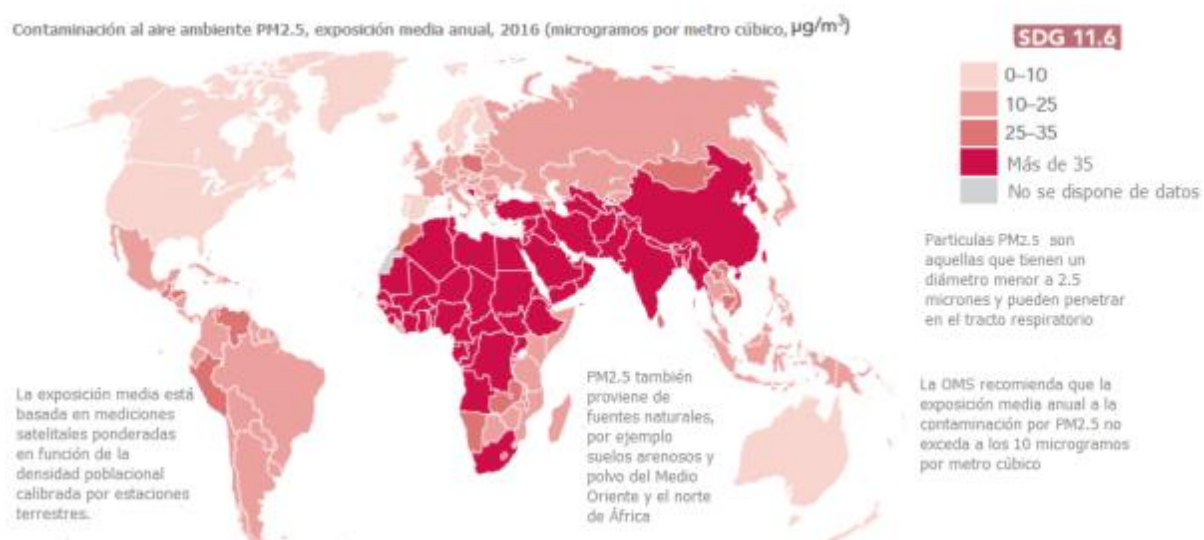 Contaminación al aire ambiente PM2.5, exposición media anual, 2016 (microgramos por metro cúbico, µg/m³)
SDG 11.6
0–10
10–25
25–35
Más de 35
No se dispone de datos
Particulas PM2.5 son
aquellas que tienen un
diámetro menor a 2.5
micrones y pueden penetrar
en el tracto respiratorio
La OMS recomienda que la
exposición media anual a la
contaminación por PM2.5 no
exceda a los 10 microgramos
por metro cúbico
PM2.5 también
proviene de
fuentes naturales,
por ejemplo
suelos arenosos y
polvo del Medio
Oriente y el norte
de África
La exposición media está
basada en mediciones
satelitales ponderadas
en función de la
densidad poblacional
calibrada por estaciones
terrestres.